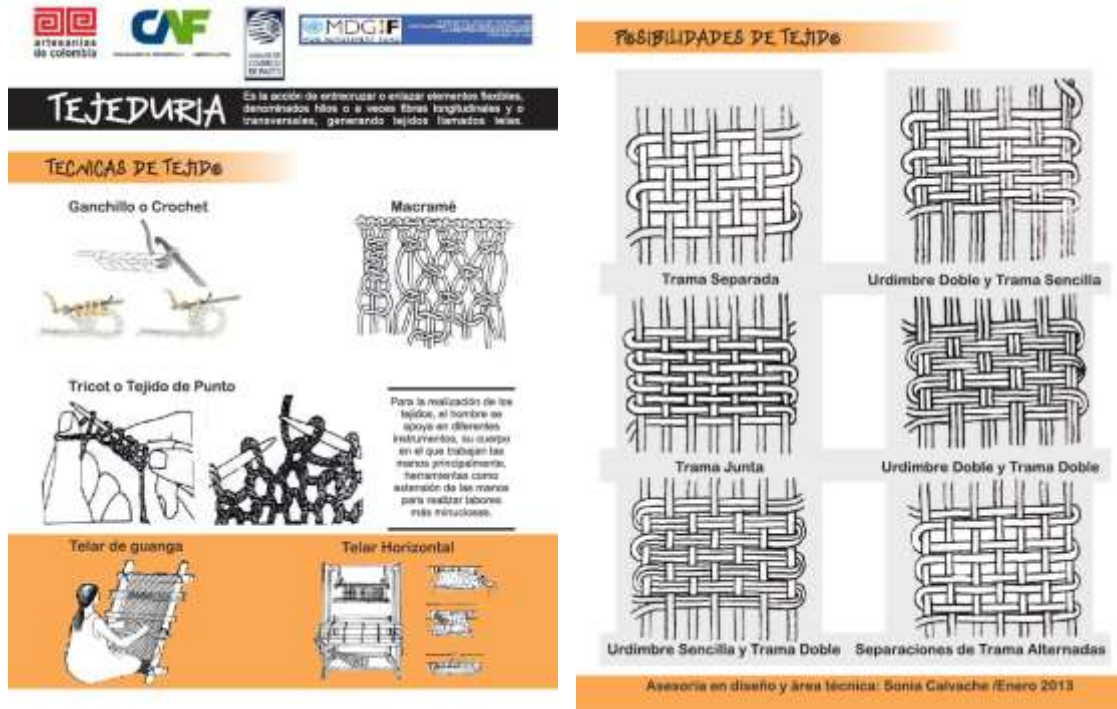 artesanías
de colombia
CAF
MDGIF
TEJEDURIA
Es la acción de entrecruzar o enlazar elementos flexibles,
denominados hilos o a veces fibras longitudinales y o
transversales, generando tejidos llamados telas.
TECNICAS DE TEJIDO
Ganchillo o Crochet
Macramé
Tricot o Tejido de Punto
Para la realización de los
tejidos, el hombre se
apoya en diferentes
instrumentos, su cuerpo
en el que trabajan las
manos principalmente,
herramientas como
extensión de las manos
para realizar labores
más minuciosas.
Telar de guanga
Telar Horizontal
POSIBILIDADES DE TEJIDO
Trama Separada
Urdimbre Doble y Trama Sencilla
Trama Junta
Urdimbre Doble y Trama Doble
Urdimbre Sencilla y Trama Doble
Separaciones de Trama Alternadas
Asesoria en diseño y área técnica: Sonia Calvache /Enero 2013